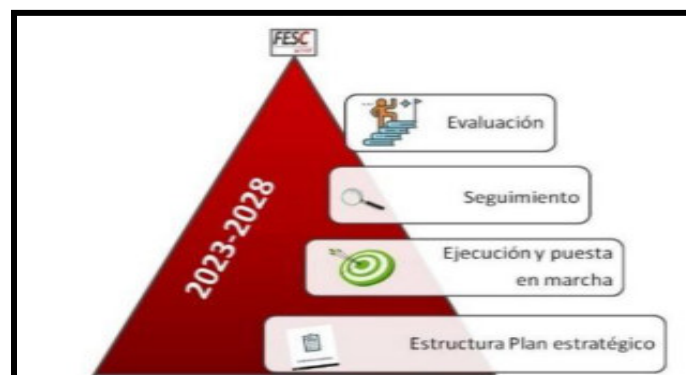 FESC
Evaluación
Seguimiento
2023-2028
Ejecución y puesta
en marcha
Estructura Plan estratégico